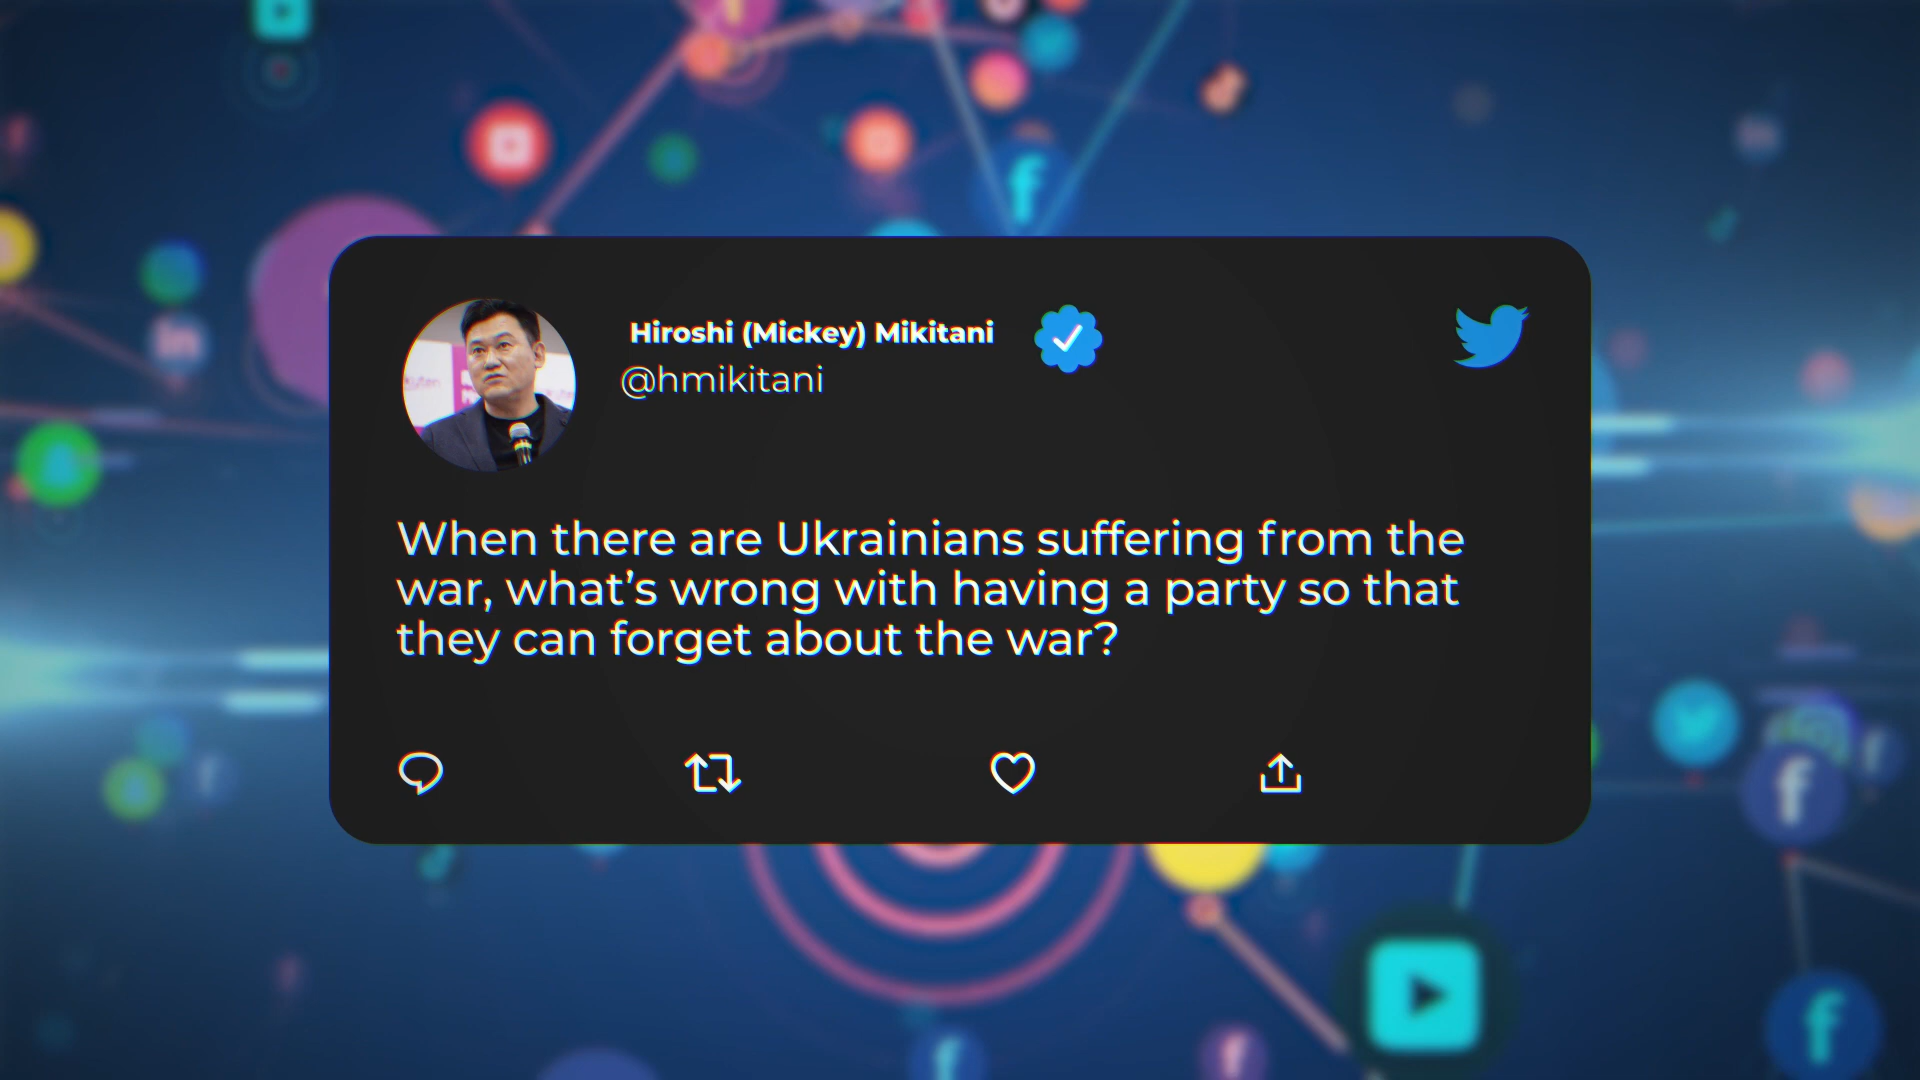 Hiroshi (Mickey) Mikitani
@hmikitani
When there are Ukrainians suffering from the
war, what’s wrong with having a party so that
they can forget about the war?